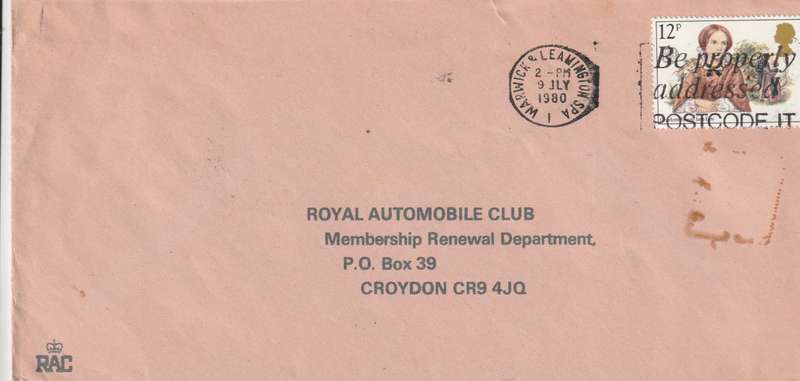 12P
WARWICK & LEAMINGTON SPA
2 - PM
9 JLY
1980
1
Be properly
addressed
POSTCODE IT
ROYAL AUTOMOBILE CLUB
Membership Renewal Department,
P.O. Box 39
CROYDON CR9 4JQ
RAC